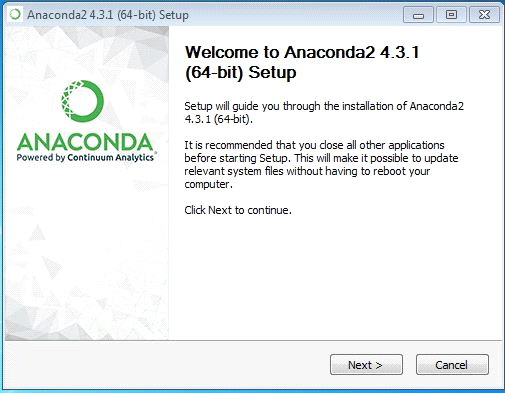 Anaconda2 4.3.1 (64-bit) Setup
Welcome to Anaconda2 4.3.1
(64-bit) Setup
Setup will guide you through the installation of Anaconda2
4.3.1 (64-bit).
It is recommended that you close all other applications
before starting Setup. This will make it possible to update
relevant system files without having to reboot your
computer.
Click Next to continue.
ANACONDA
Powered by Continuum Analytics
Next >
Cancel